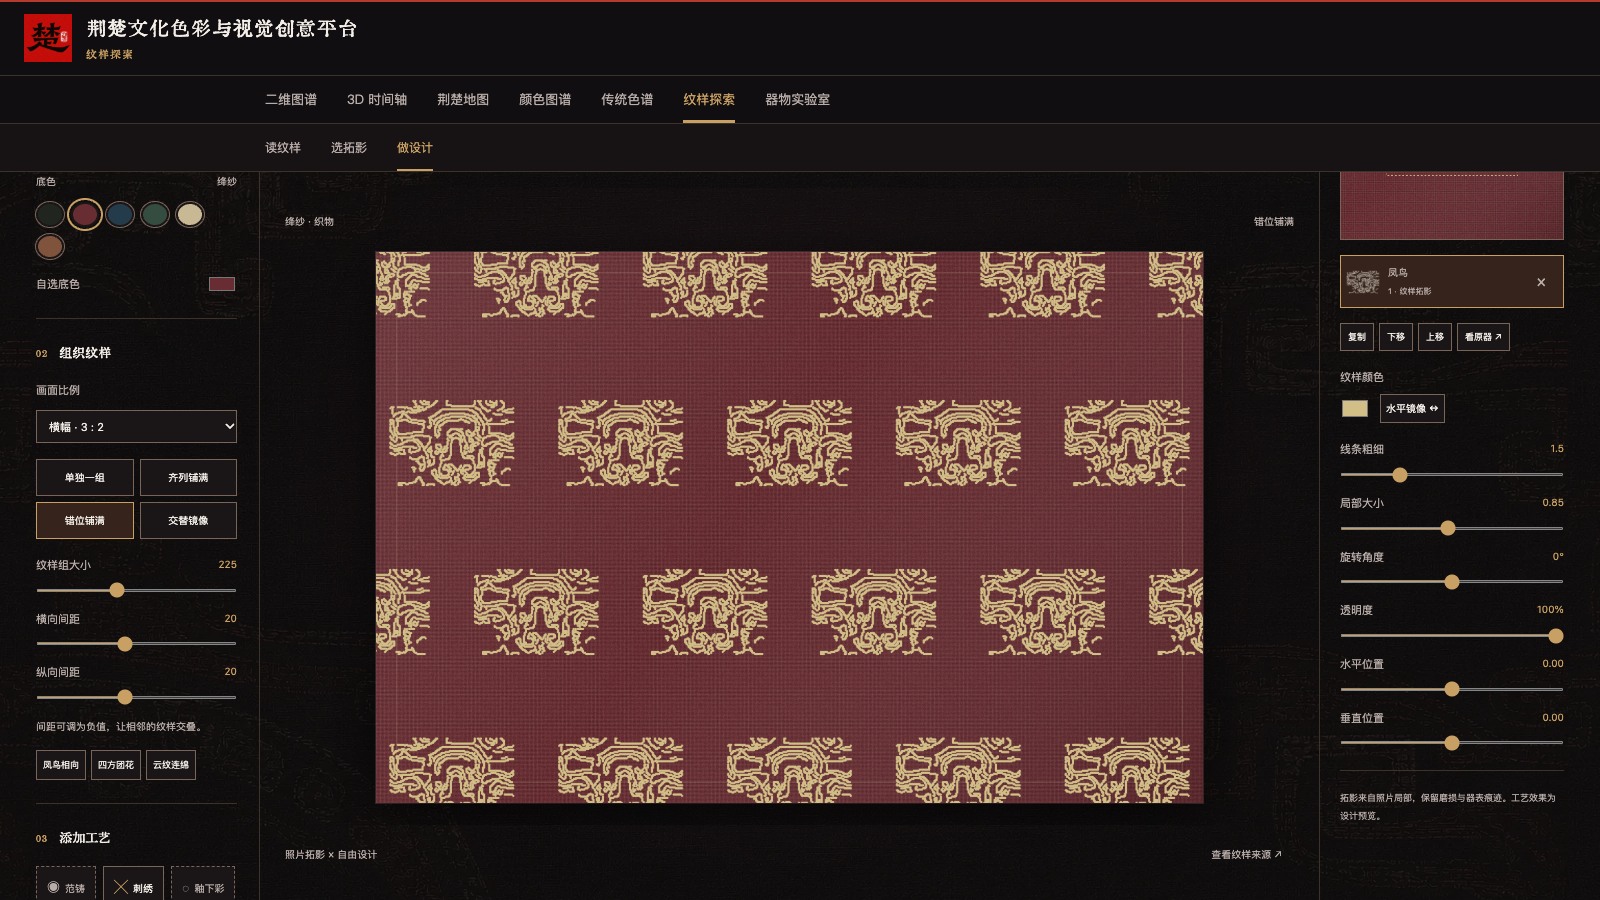 楚
荆楚文化色彩与视觉创意平台
纹样探索
二维图谱
3D 时间轴
荆楚地图
颜色图谱
传统色谱
纹样探索
器物实验室
读纹样
选拓影
做设计
底色
绛纱
自选底色
02 组织纹样
画面比例
横幅 · 3 : 2
单独一组
齐列铺满
错位铺满
交替镜像
纹样组大小
225
横向间距
20
纵向间距
20
间距可调为负值，让相邻的纹样交叠。
凤鸟相向
四方团花
云纹连绵
03 添加工艺
范铸
刺绣
釉下彩
绛纱 · 织物
错位铺满
照片拓影 × 自由设计
查看纹样来源 ↗
凤鸟
1 · 纹样拓影
×
复制
下移
上移
看原器 ↗
纹样颜色
水平镜像 ↔
线条粗细
1.5
局部大小
0.85
旋转角度
0°
透明度
100%
水平位置
0.00
垂直位置
0.00
拓影来自照片局部，保留磨损与器表痕迹。工艺效果为
设计预览。